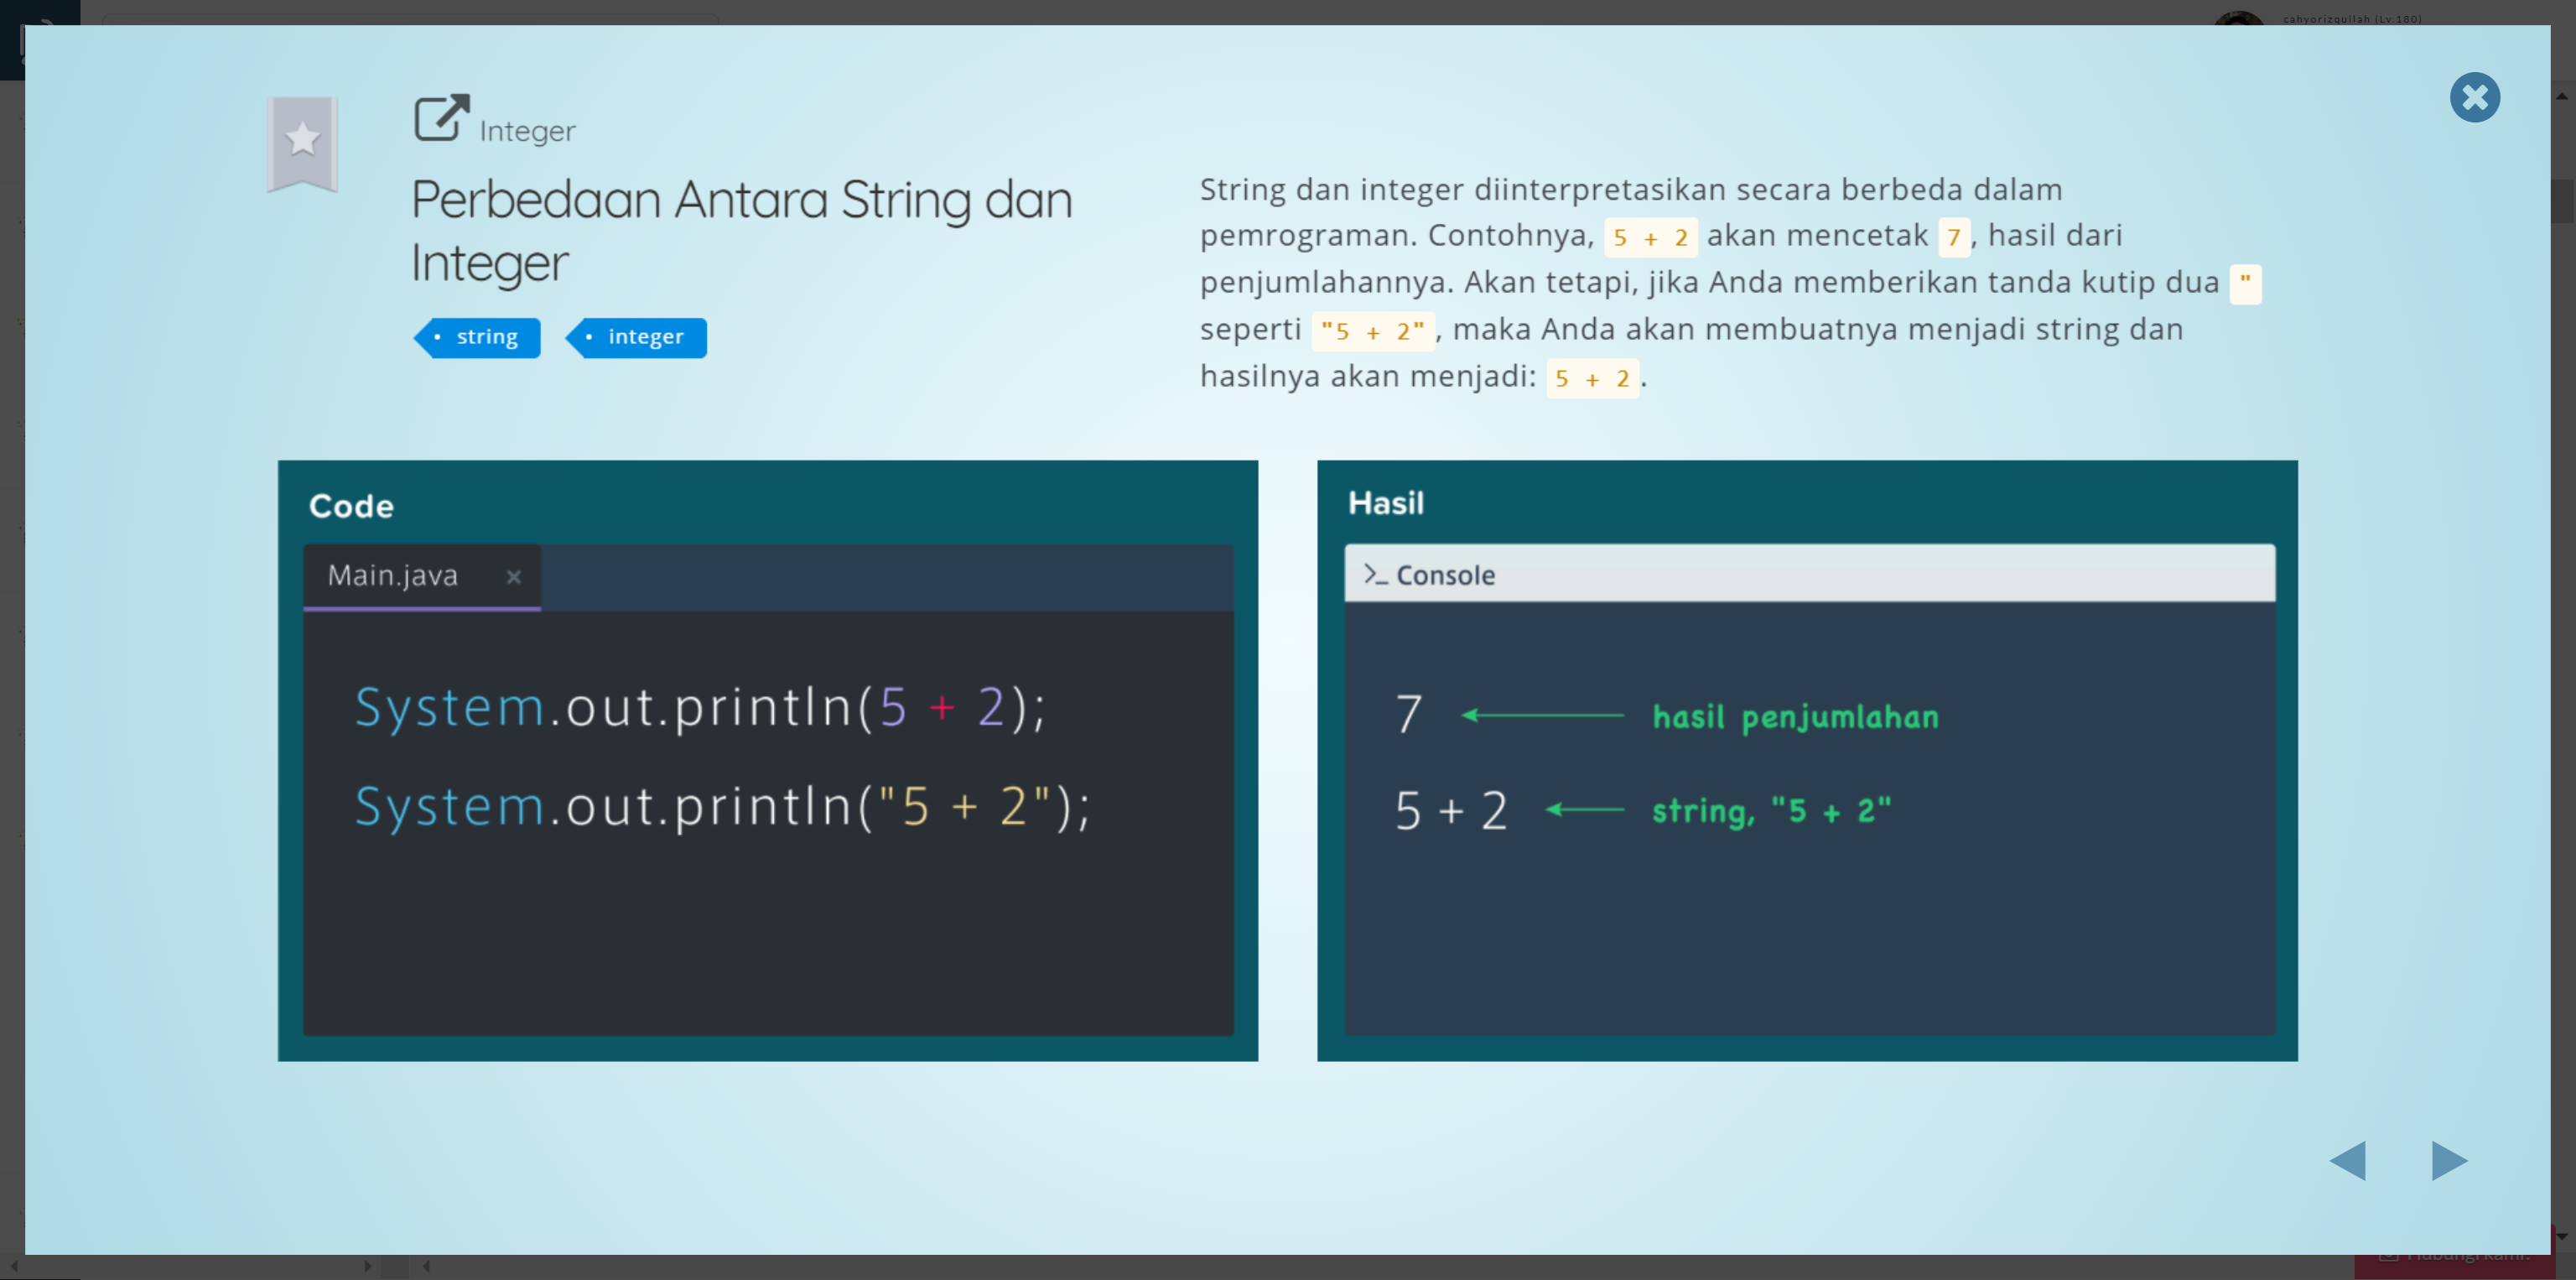 cahyorizqullah (Lv.180)
Integer
Perbedaan Antara String dan
Integer
string integer
String dan integer diinterpretasikan secara berbeda dalam
pemrograman. Contohnya, 5 + 2 akan mencetak 7, hasil dari
penjumlahannya. Akan tetapi, jika Anda memberikan tanda kutip dua "
seperti "5 + 2", maka Anda akan membuatnya menjadi string dan
hasilnya akan menjadi: 5 + 2.
Code
Main.java
System.out.println(5 + 2);
System.out.println("5 + 2");
Hasil
>_ Console
7 hasil penjumlahan
5 + 2 string, "5 + 2"